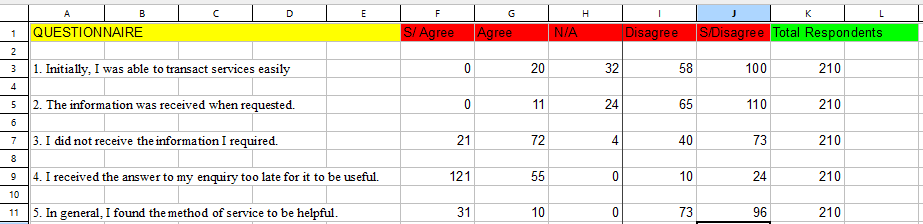 A B C D E F G H I J K L
1 QUESTIONNAIRE S/ Agree Agree N/A Disagree S/Disagree Total Respondents
2
3 1. Initially, I was able to transact services easily 0 20 32 58 100 210
4
5 2. The information was received when requested. 0 11 24 65 110 210
6
7 3. I did not receive the information I required. 21 72 4 40 73 210
8
9 4. I received the answer to my enquiry too late for it to be useful. 121 55 0 10 24 210
10
11 5. In general, I found the method of service to be helpful. 31 10 0 73 96 210